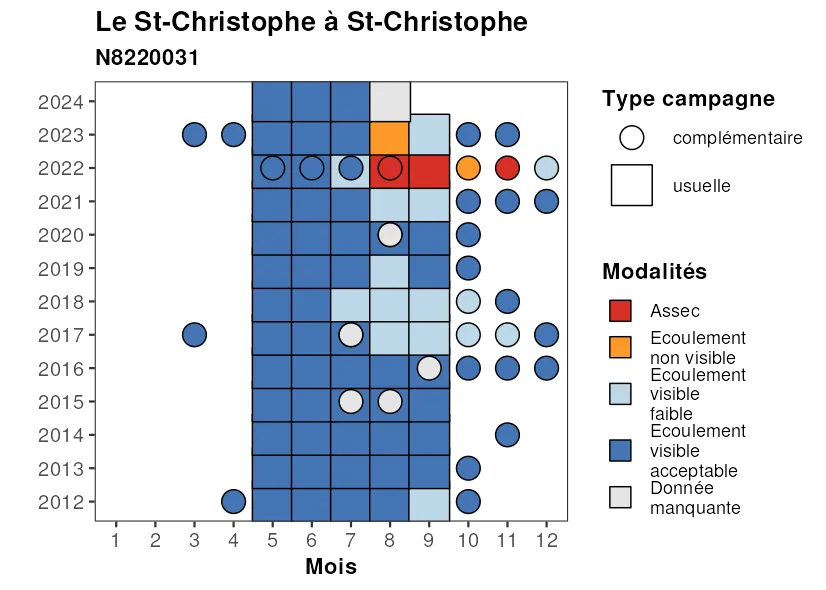 Le St-Christophe à St-Christophe
N8220031
2024
2023
2022
2021
2020
2019
2018
2017
2016
2015
2014
2013
2012
1 2 3 4 5 6 7 8 9 10 11 12
Mois
Type campagne
complémentaire
usuelle
Modalités
Assec
Ecoulement
non visible
Ecoulement
visible
faible
Ecoulement
visible
acceptable
Donnée
manquante